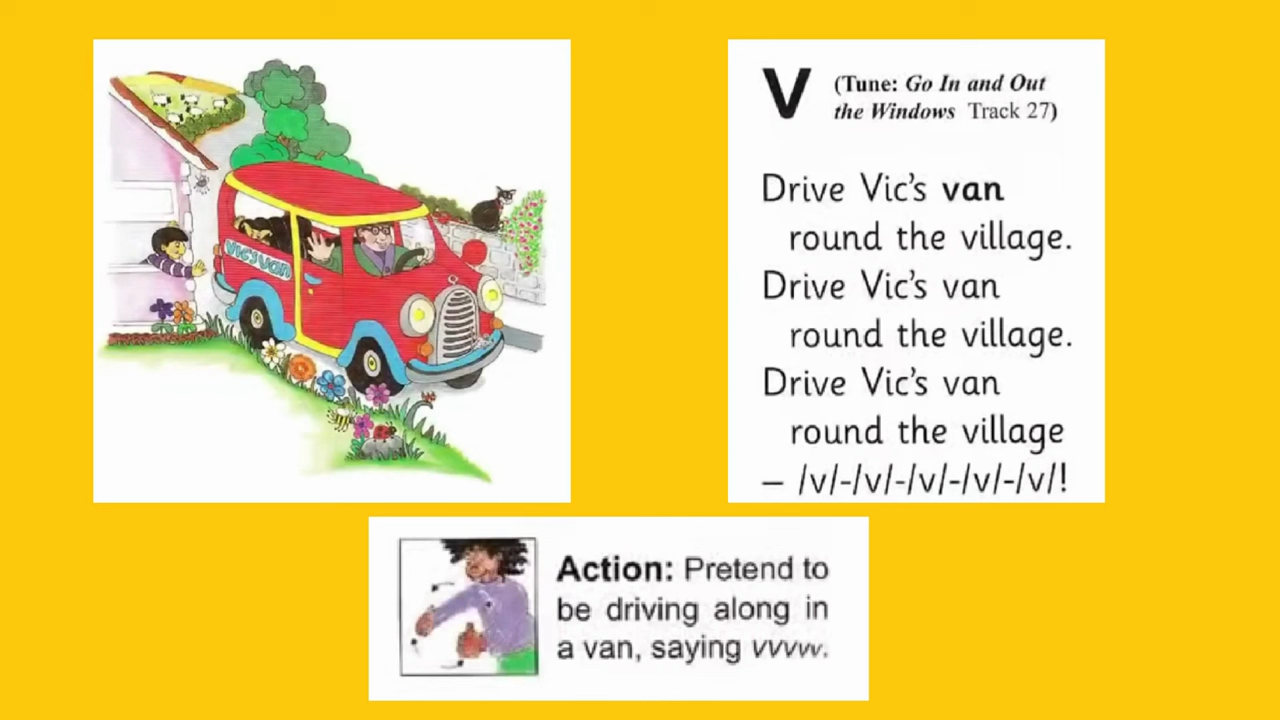 Vic's van
V
(Tune: Go In and Out
the Windows Track 27)
Drive Vic's van
round the village.
Drive Vic's van
round the village.
Drive Vic's van
round the village
– /v/-/v/-/v/-/v/-/v/!
Action: Pretend to
be driving along in
a van, saying vvvvv.